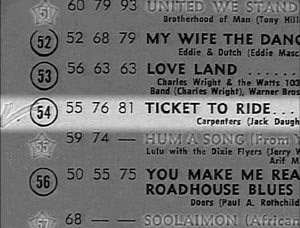 51 60 79 93 UNITED WE STAND
Brotherhood of Man (Tony Hill
52 52 68 79 MY WIFE THE DANC
Eddie & Dutch (Eddie Masc
53 56 63 63 LOVE LAND ........
Charles Wright & the Watts 103
Band (Charles Wright), Warner Bros
54 55 76 81 TICKET TO RIDE....
Carpenters (Jack Daugh
55 59 74 — HUM A SONG (From Y
Lulu with the Dixie Flyers (Jerry W
Arif M
56 50 55 75 YOU MAKE ME REA
ROADHOUSE BLUES
Doors (Paul A. Rothchild
57 68 — — SOOLAIMON (African